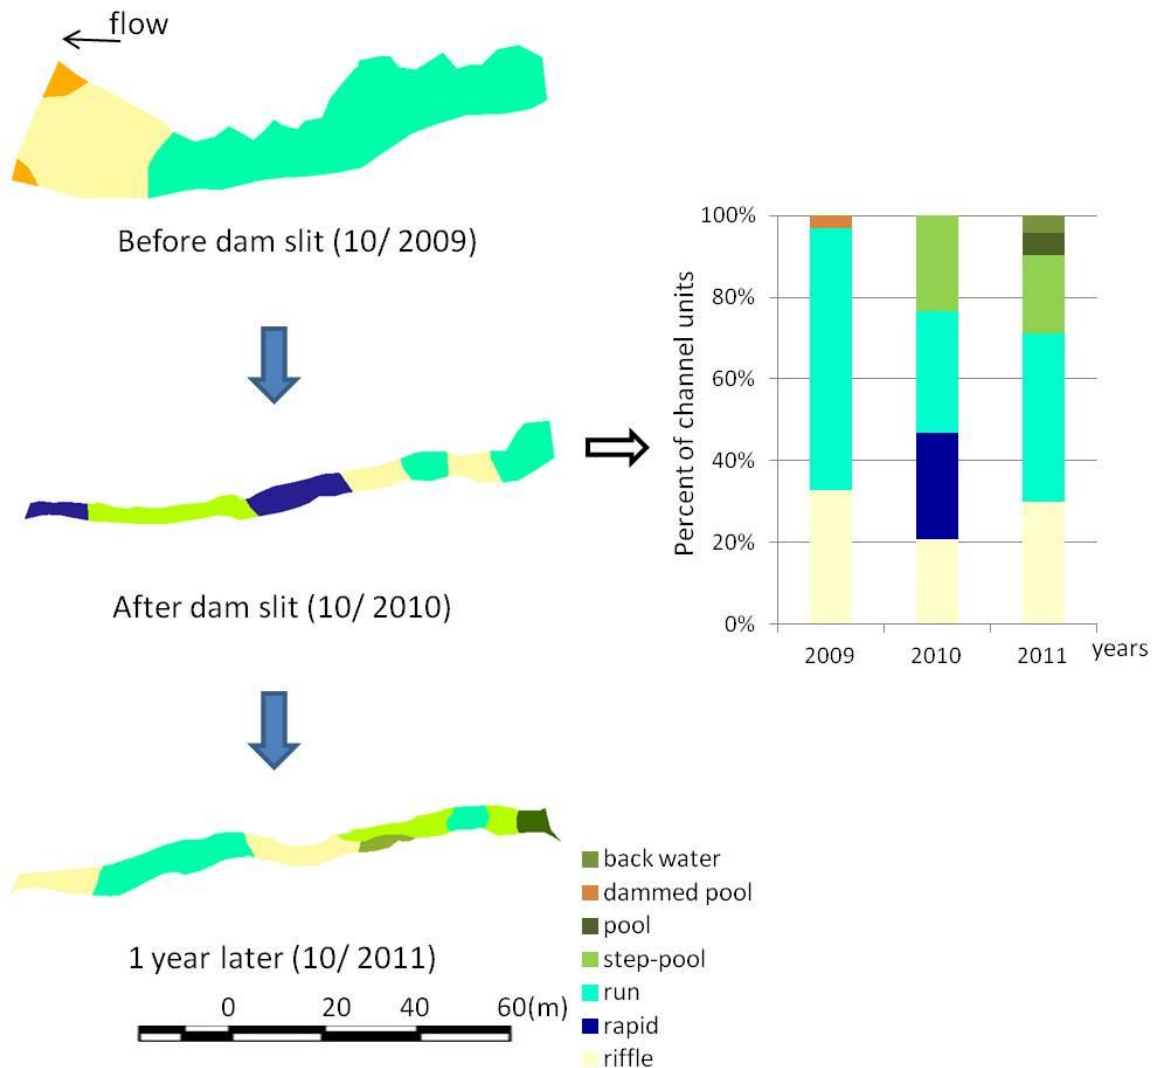 flow
Before dam slit (10/ 2009)
After dam slit (10/ 2010)
1 year later (10/ 2011)
0 20 40 60(m)
Percent of channel units
100%
80%
60%
40%
20%
0%
2009 2010 2011 years
back water
dammed pool
pool
step-pool
run
rapid
riffle